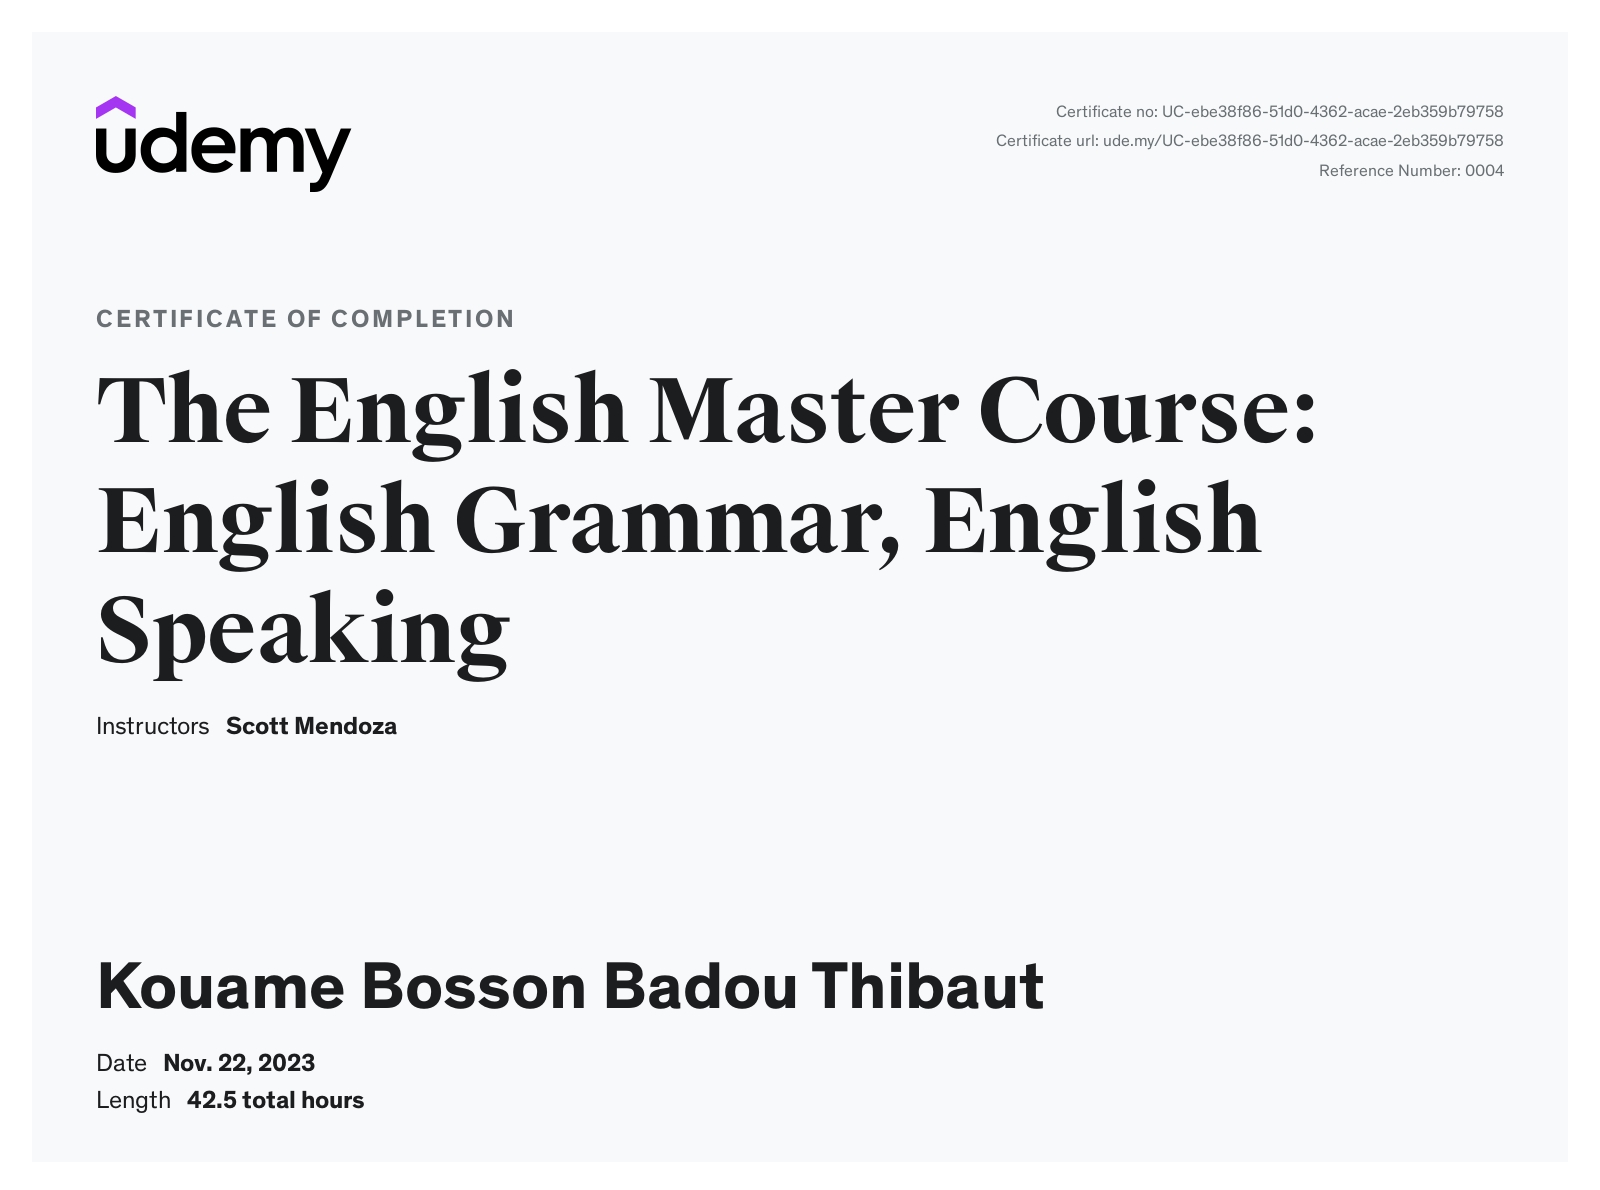 udemy
Certificate no: UC-ebe38f86-51d0-4362-acae-2eb359b79758
Certificate url: ude.my/UC-ebe38f86-51d0-4362-acae-2eb359b79758
Reference Number: 0004
CERTIFICATE OF COMPLETION
The English Master Course:
English Grammar, English
Speaking
Instructors Scott Mendoza
Kouame Bosson Badou Thibaut
Date Nov. 22, 2023
Length 42.5 total hours